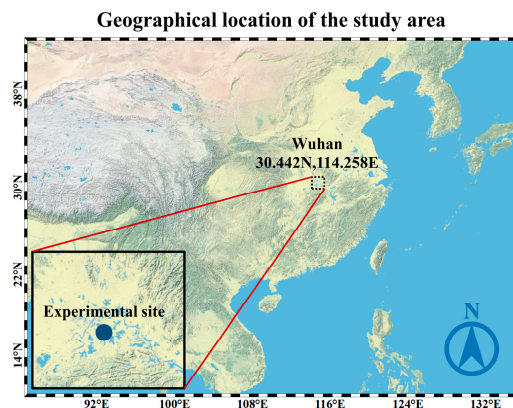 Geographical location of the study area
38°N
30°N
22°N
14°N
Wuhan
30.442N,114.258E
Experimental site
N
92°E
100°E
108°E
116°E
124°E
132°E